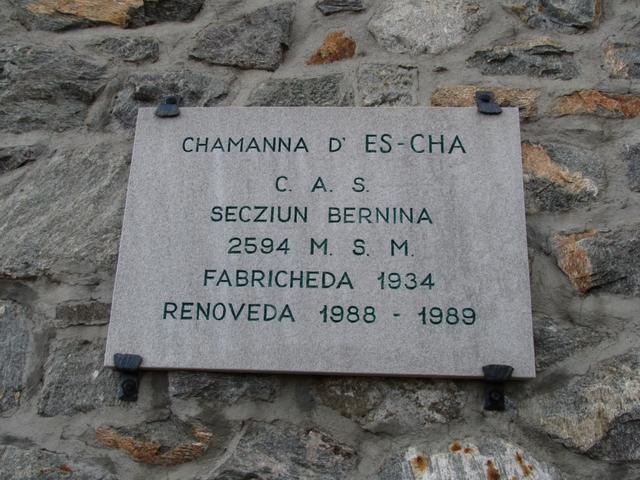 CHAMANNA D' ES-CHA
C. A. S.
SECZIUN BERNINA
2594 M. S. M.
FABRICHEDA 1934
RENOVEDA 1988 - 1989